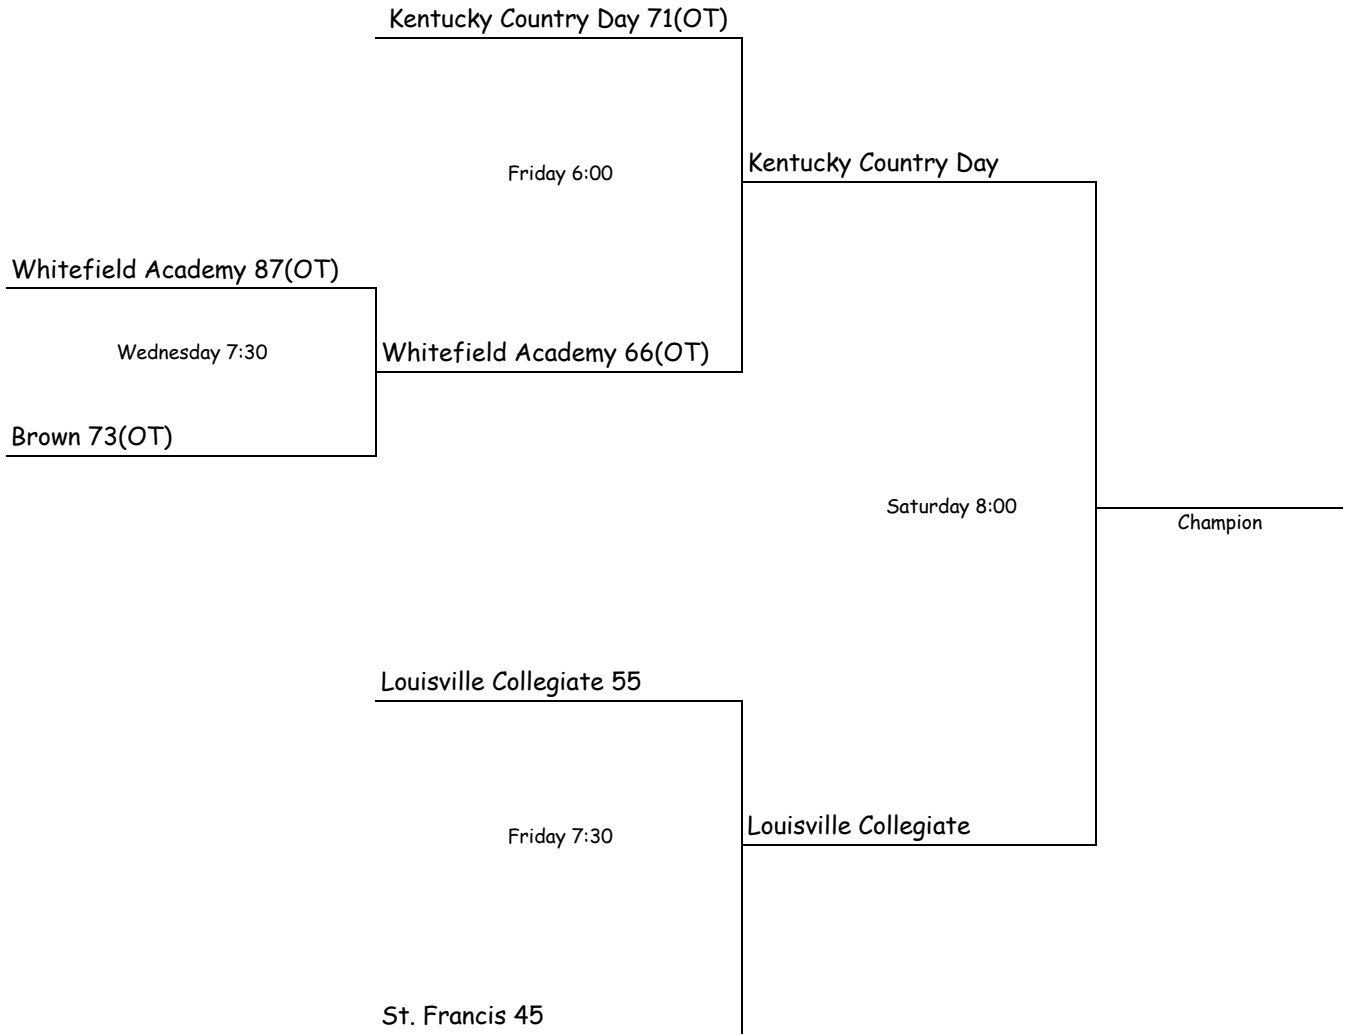 Kentucky Country Day 71(OT)
Friday 6:00
Kentucky Country Day
Whitefield Academy 87(OT)
Wednesday 7:30
Whitefield Academy 66(OT)
Brown 73(OT)
Saturday 8:00
Champion
Louisville Collegiate 55
Friday 7:30
Louisville Collegiate
St. Francis 45